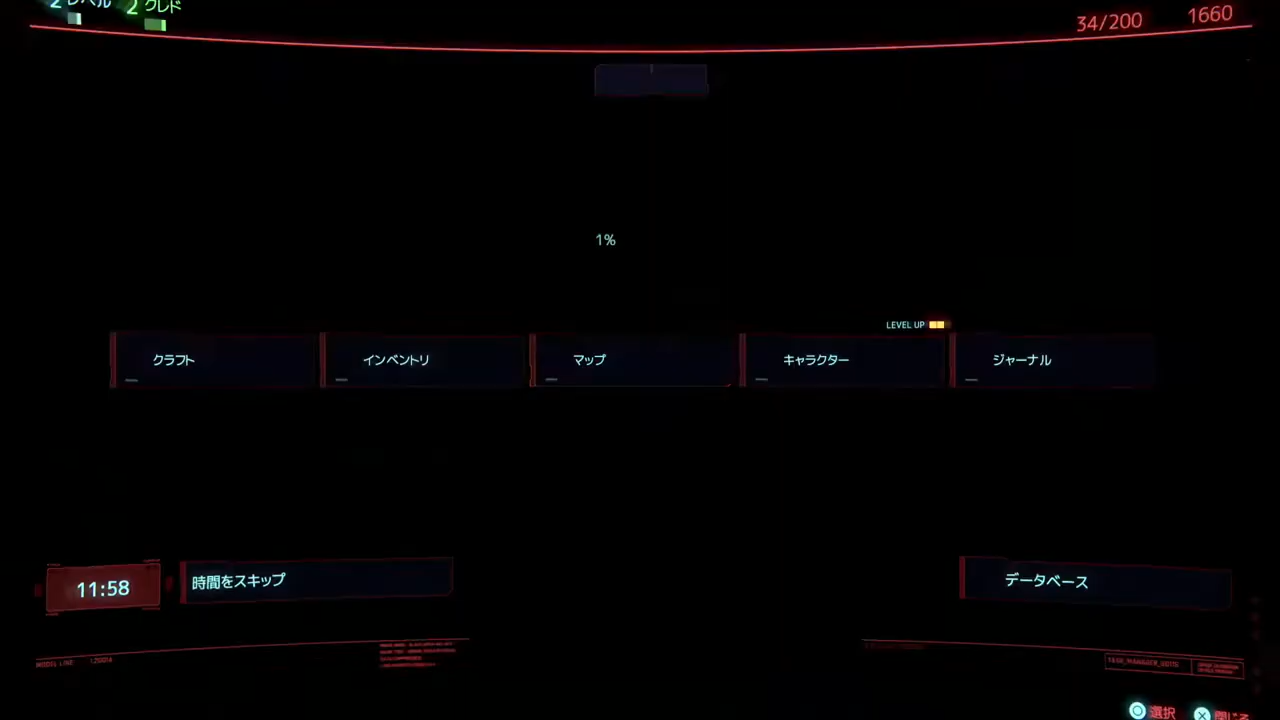 2 レベル 2 クレド
34/200 1660
1%
LEVEL UP
クラフト
インベントリ
マップ
キャラクター
ジャーナル
11:58
時間をスキップ
データベース
選択
閉じる